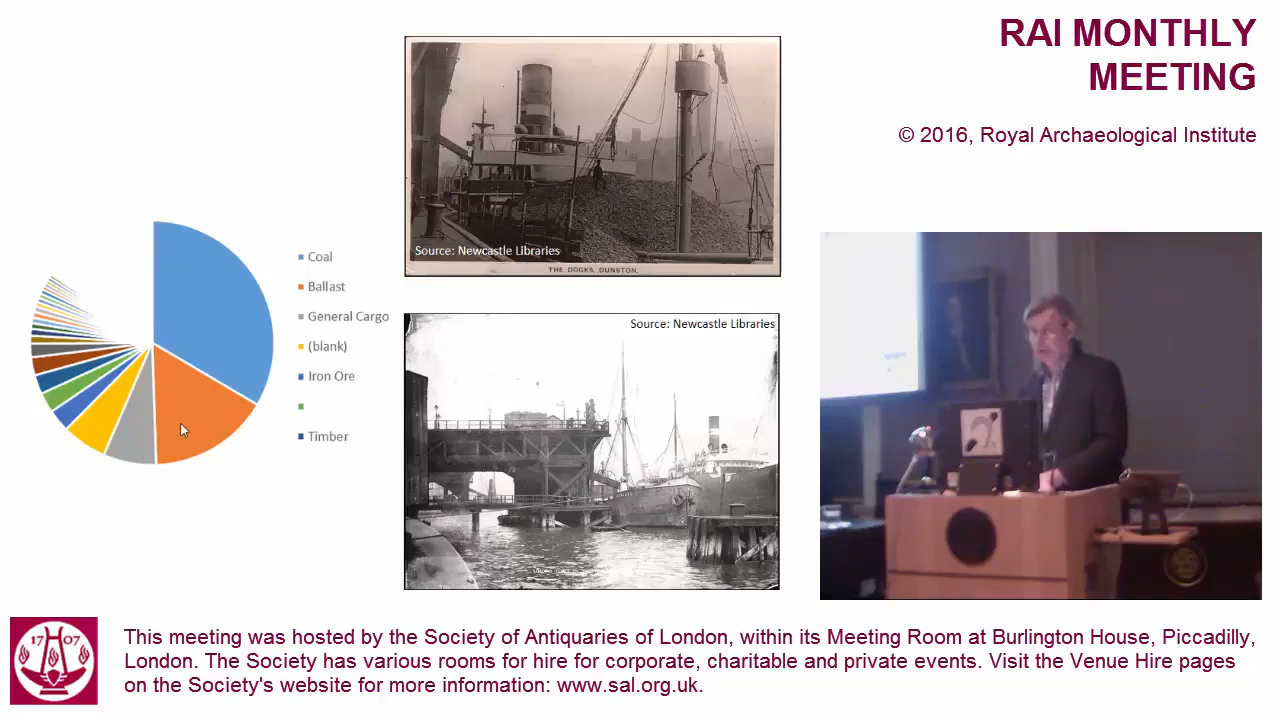 RAI MONTHLY
MEETING
© 2016, Royal Archaeological Institute
Source: Newcastle Libraries
THE DOCKS, DUNSTON.
Coal
Ballast
General Cargo
(blank)
Iron Ore
Timber
Source: Newcastle Libraries
17 07
This meeting was hosted by the Society of Antiquaries of London, within its Meeting Room at Burlington House, Piccadilly,
London. The Society has various rooms for hire for corporate, charitable and private events. Visit the Venue Hire pages
on the Society's website for more information: www.sal.org.uk.